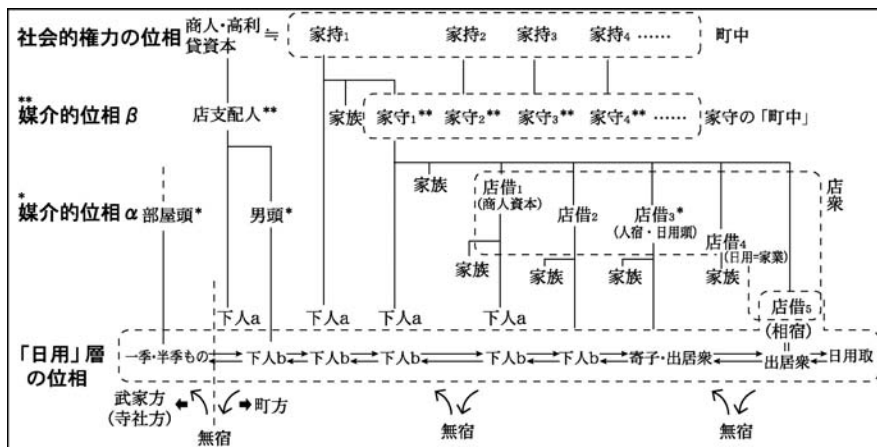 社会的権力の位相
商人・高利
貸資本
≒
家持1
家持2
家持3
家持4 ……
町中
**
媒介的位相β
店支配人**
家族
家守1**
家守2**
家守3**
家守4** ……
家守の「町中」
*
媒介的位相α
部屋頭*
男頭*
家族
店借1
(商人資本)
家族
店借2
家族
店借3*
(人宿・日用頭)
家族
店借4
(日用=家業)
家族
店衆
店借5
(相宿)
=
出居衆
下人a
下人a
下人a
下人a
「日用」層
の位相
一季・半季もの
下人b
下人b
下人b
下人b
下人b
寄子・出居衆
日用取
武家方
(寺社方)
町方
無宿
無宿
無宿